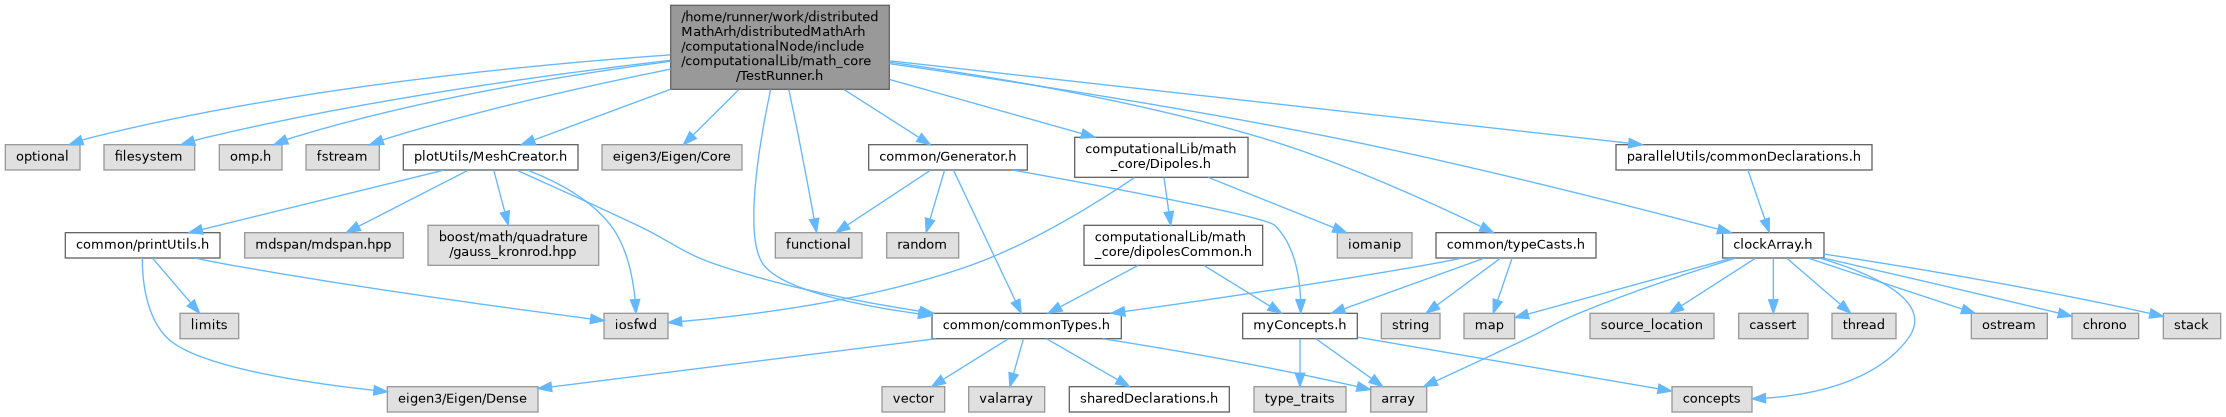 /home/runner/work/distributed
MathArh/distributedMathArh
/computationalNode/include
/computationalLib/math_core
/TestRunner.h
optional
filesystem
omp.h
fstream
plotUtils/MeshCreator.h
eigen3/Eigen/Core
common/Generator.h
computationalLib/math
_core/Dipoles.h
parallelUtils/commonDeclarations.h
common/printUtils.h
mdspan/mdspan.hpp
boost/math/quadrature
/gauss_kronrod.hpp
functional
random
computationalLib/math
_core/dipolesCommon.h
iomanip
common/typeCasts.h
clockArray.h
limits
iosfwd
common/commonTypes.h
myConcepts.h
string
map
source_location
cassert
thread
ostream
chrono
stack
eigen3/Eigen/Dense
vector
valarray
sharedDeclarations.h
type_traits
array
concepts